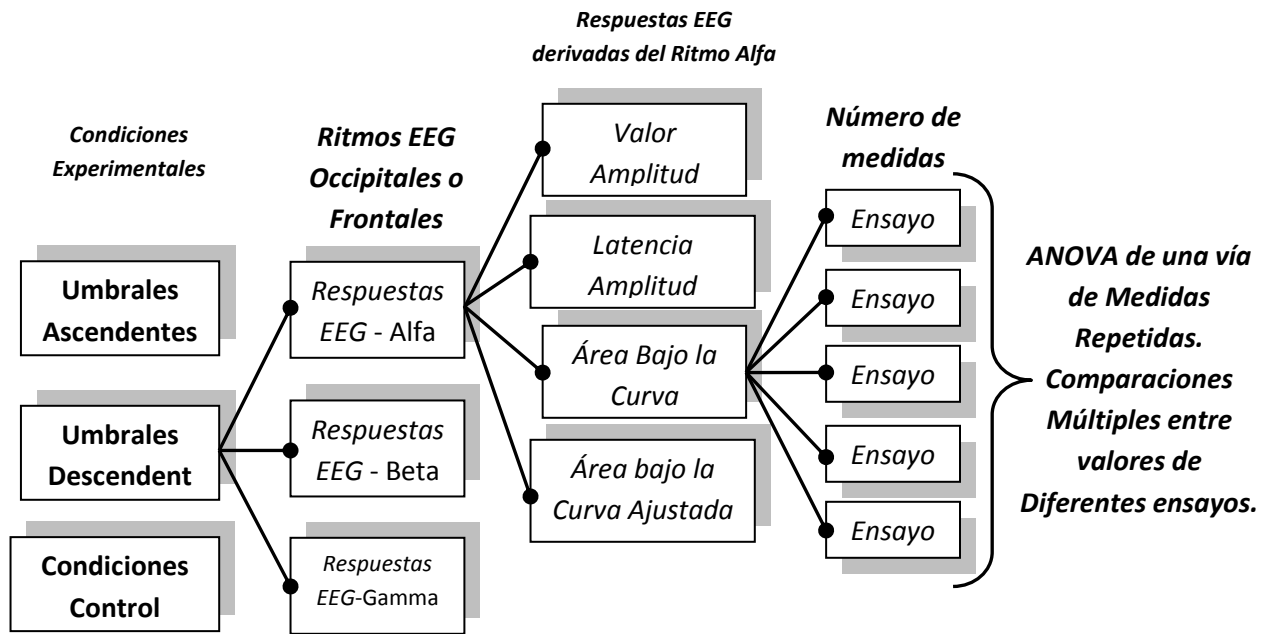 Condiciones
Experimentales
Umbrales
Ascendentes
Umbrales
Descendent
Condiciones
Control
Ritmos EEG
Occipitales o
Frontales
Respuestas
EEG - Alfa
Respuestas
EEG - Beta
Respuestas
EEG-Gamma
Respuestas EEG
derivadas del Ritmo Alfa
Valor
Amplitud
Latencia
Amplitud
Área Bajo la
Curva
Área bajo la
Curva Ajustada
Número de
medidas
Ensayo
Ensayo
Ensayo
Ensayo
Ensayo
ANOVA de una vía
de Medidas
Repetidas.
Comparaciones
Múltiples entre
valores de
Diferentes ensayos.